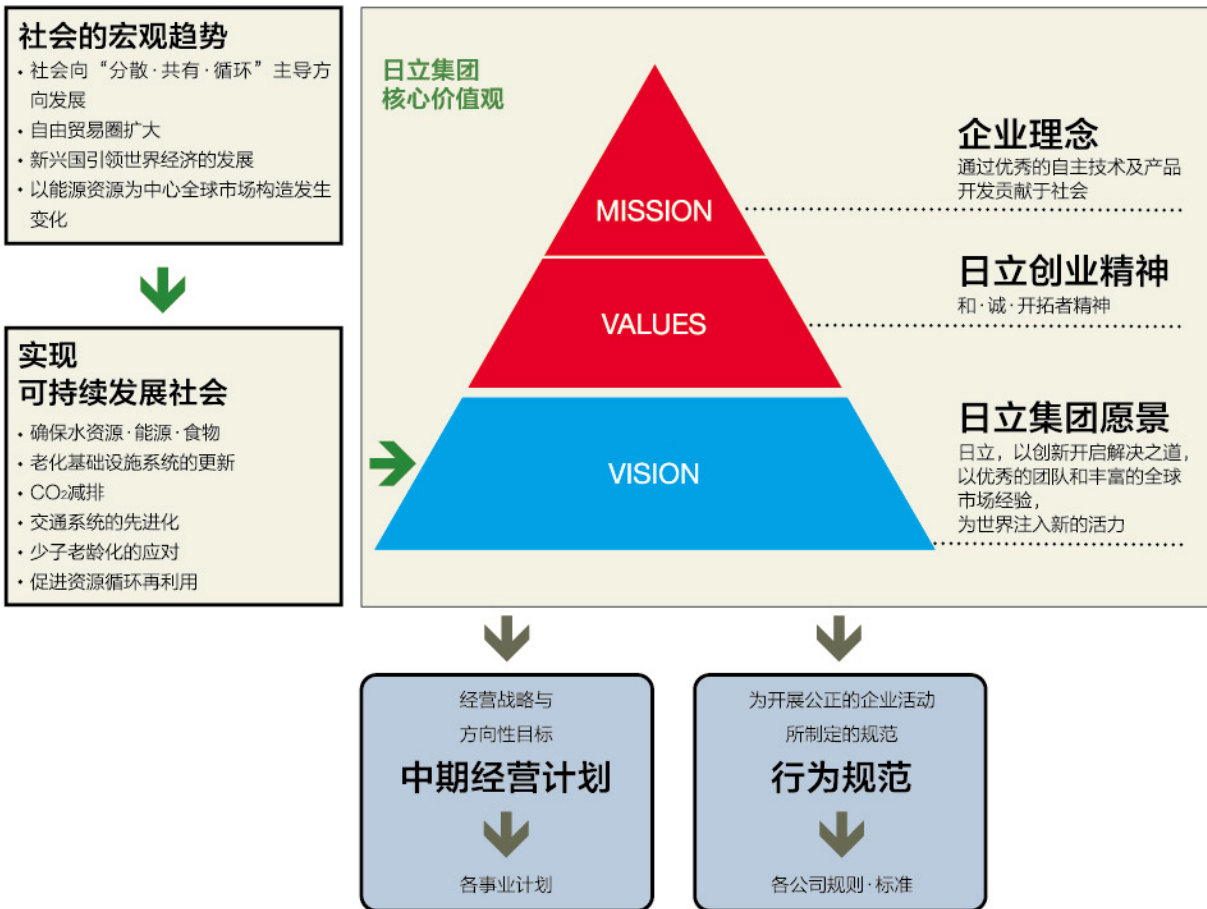 社会的宏观趋势
· 社会向“分散·共有·循环”主导方
向发展
· 自由贸易圈扩大
· 新兴国引领世界经济的发展
· 以能源资源为中心全球市场构造发生
变化
实现
可持续发展社会
· 确保水资源·能源·食物
· 老化基础设施系统的更新
· CO₂减排
· 交通系统的先进化
· 少子老龄化的应对
· 促进资源循环再利用
日立集团
核心价值观
MISSION
企业理念
通过优秀的自主技术及产品
开发贡献于社会
VALUES
日立创业精神
和·诚·开拓者精神
VISION
日立集团愿景
日立，以创新开启解决之道，
以优秀的团队和丰富的全球
市场经验，
为世界注入新的活力
经营战略与
方向性目标
中期经营计划
各事业计划
为开展公正的企业活动
所制定的规范
行为规范
各公司规则·标准